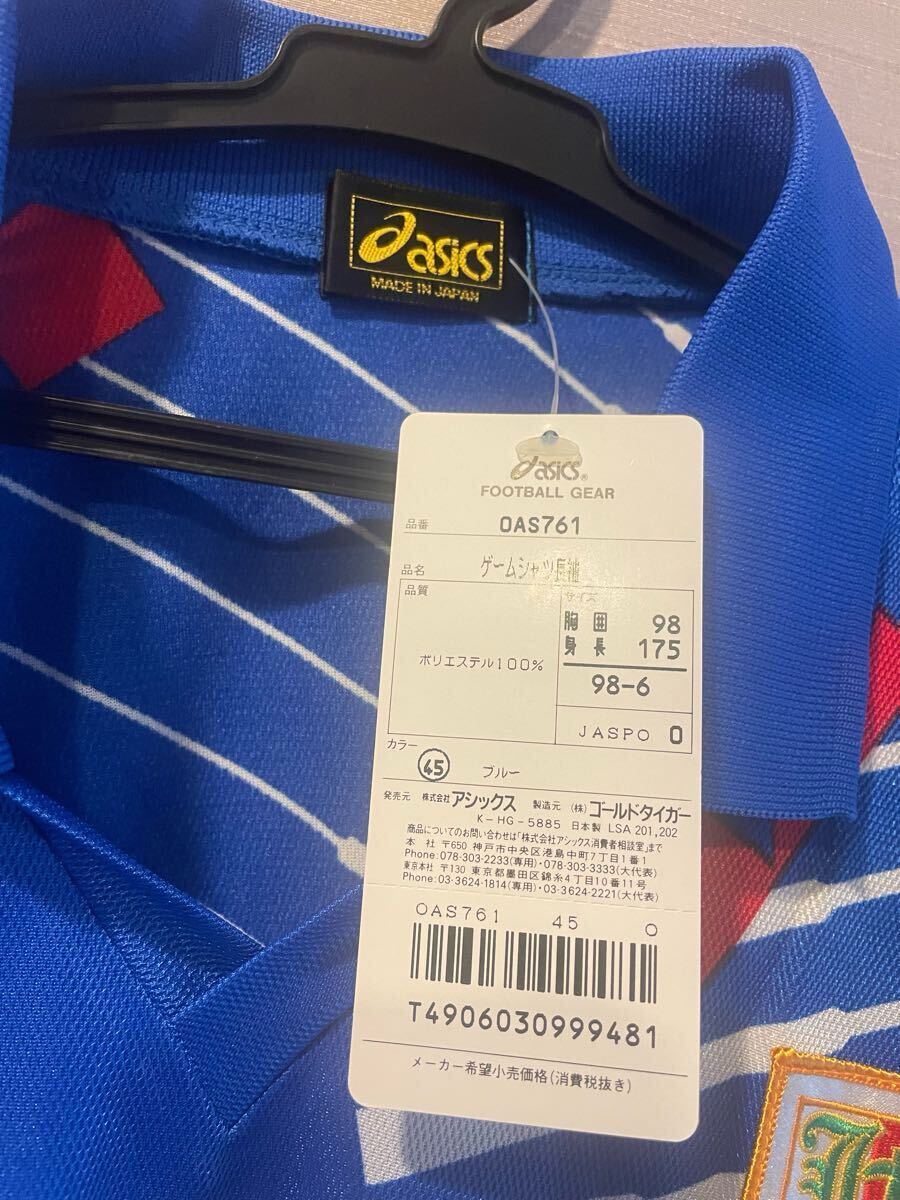 asics
MADE IN JAPAN
asics®
FOOTBALL GEAR
品番 OAS761
品名 ゲームシャツ長袖
品質
サイズ
胸囲 98
身長 175
98-6
ポリエステル100%
JASPO O
カラー
45 ブルー
発売元 株式会社アシックス 製造元 (株)ゴールドタイガー
K-HG-5885 日本製 LSA 201,202
商品についてのお問い合わせは「株式会社アシックス消費者相談室」まで
本社 〒650 神戸市中央区港島中町7丁目1番1
Phone:078-303-2233(専用)・078-303-3333(大代表)
東京本社 〒130 東京都墨田区錦糸4丁目10番11号
Phone:03-3624-1814(専用)・03-3624-2221(大代表)
OAS761 45 O
T4906030999481
メーカー希望小売価格(消費税抜き)